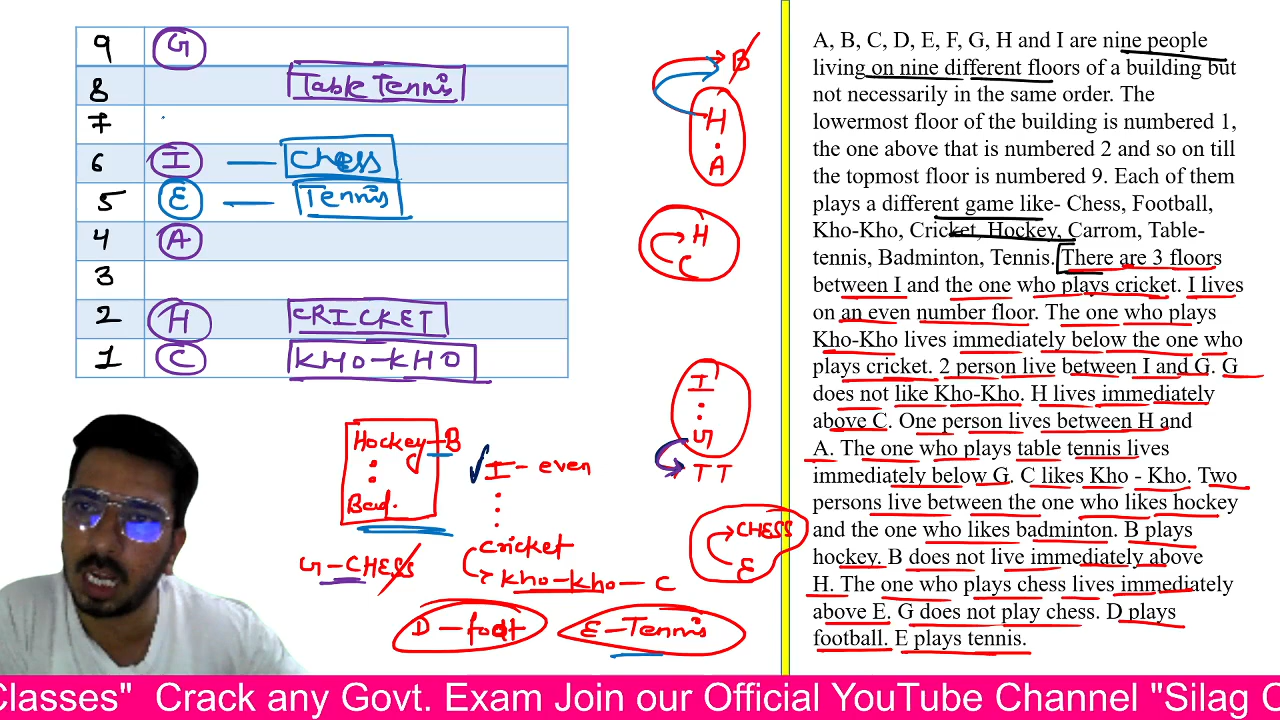 9 G
8 Table Tennis
7
6 I — Chess
5 E — Tennis
4 A
3
2 H CRICKET
1 C KHO-KHO
B
H
.
A
H
C
I
.
.
G
TT
CHESS
E
Hockey-B
:
Bad.
I - even
cricket
Kho-Kho - C
G-CHESS
D - foot
E-Tennis
A, B, C, D, E, F, G, H and I are nine people
living on nine different floors of a building but
not necessarily in the same order. The
lowermost floor of the building is numbered 1,
the one above that is numbered 2 and so on till
the topmost floor is numbered 9. Each of them
plays a different game like- Chess, Football,
Kho-Kho, Cricket, Hockey, Carrom, Table-
tennis, Badminton, Tennis. There are 3 floors
between I and the one who plays cricket. I lives
on an even number floor. The one who plays
Kho-Kho lives immediately below the one who
plays cricket. 2 person live between I and G. G
does not like Kho-Kho. H lives immediately
above C. One person lives between H and
A. The one who plays table tennis lives
immediately below G. C likes Kho - Kho. Two
persons live between the one who likes hockey
and the one who likes badminton. B plays
hockey. B does not live immediately above
H. The one who plays chess lives immediately
above E. G does not play chess. D plays
football. E plays tennis.
Classes" Crack any Govt. Exam Join our Official YouTube Channel "Silag C